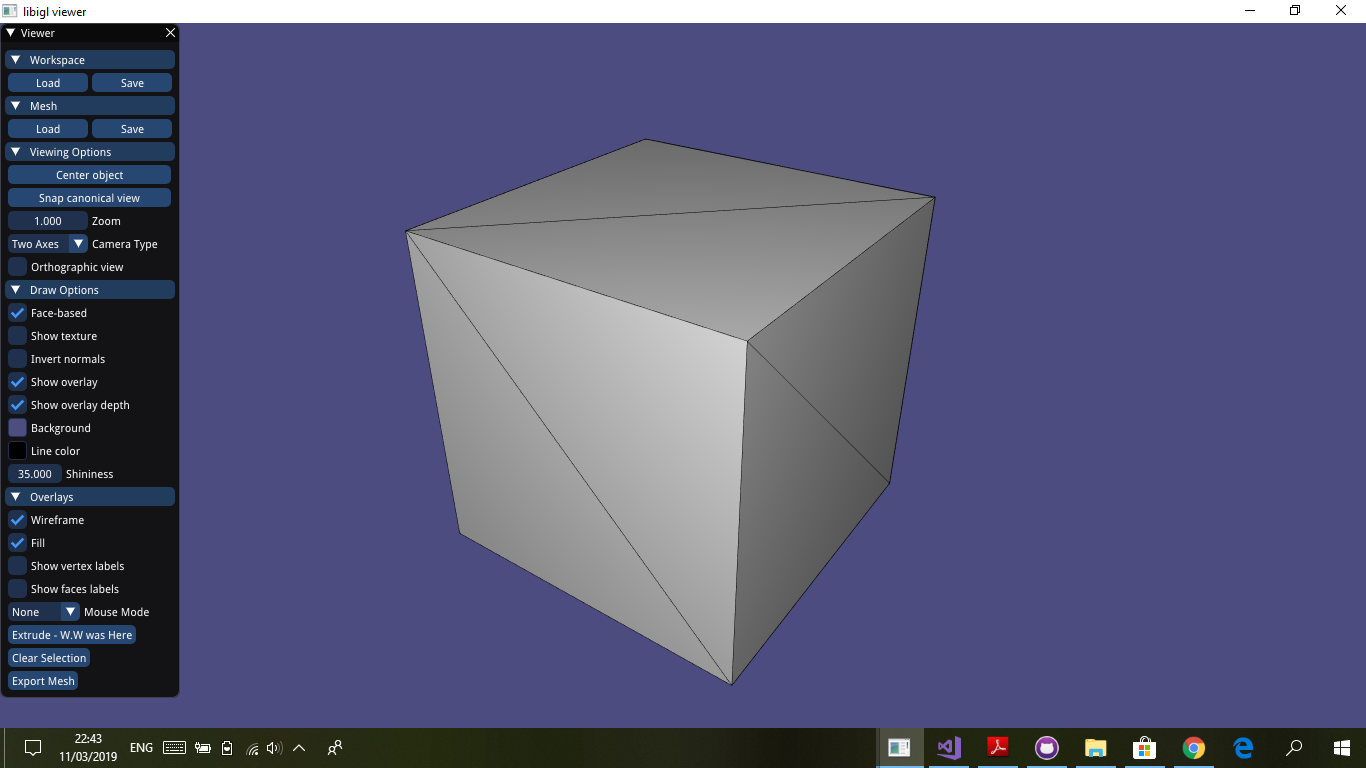 libigl viewer
Viewer
Workspace
Load Save
Mesh
Load Save
Viewing Options
Center object
Snap canonical view
1.000 Zoom
Two Axes Camera Type
Orthographic view
Draw Options
Face-based
Show texture
Invert normals
Show overlay
Show overlay depth
Background
Line color
35.000 Shininess
Overlays
Wireframe
Fill
Show vertex labels
Show faces labels
None Mouse Mode
Extrude - W.W was Here
Clear Selection
Export Mesh
22:43
11/03/2019
ENG